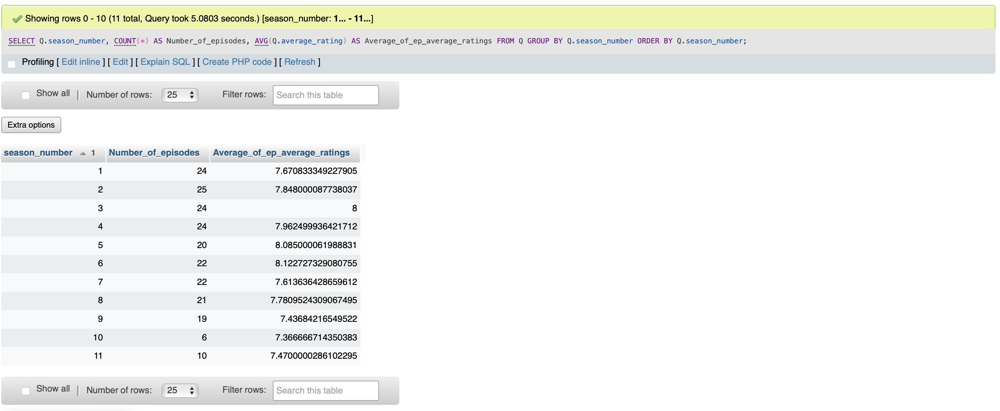 Showing rows 0 - 10 (11 total, Query took 5.0803 seconds.) [season_number: 1... - 11...]
SELECT Q.season_number, COUNT(*) AS Number_of_episodes, AVG(Q.average_rating) AS Average_of_ep_average_ratings FROM Q GROUP BY Q.season_number ORDER BY Q.season_number;
Profiling [ Edit inline ] [ Edit ] [ Explain SQL ] [ Create PHP code ] [ Refresh ]
Show all | Number of rows: 25 Filter rows: Search this table
Extra options
season_number 1 Number_of_episodes Average_of_ep_average_ratings
1 24 7.670833349227905
2 25 7.848000087738037
3 24 8
4 24 7.962499936421712
5 20 8.085000061988831
6 22 8.122727329080755
7 22 7.613636428659612
8 21 7.7809524309067495
9 19 7.43684216549522
10 6 7.366666714350383
11 10 7.4700000286102295
Show all | Number of rows: 25 Filter rows: Search this table